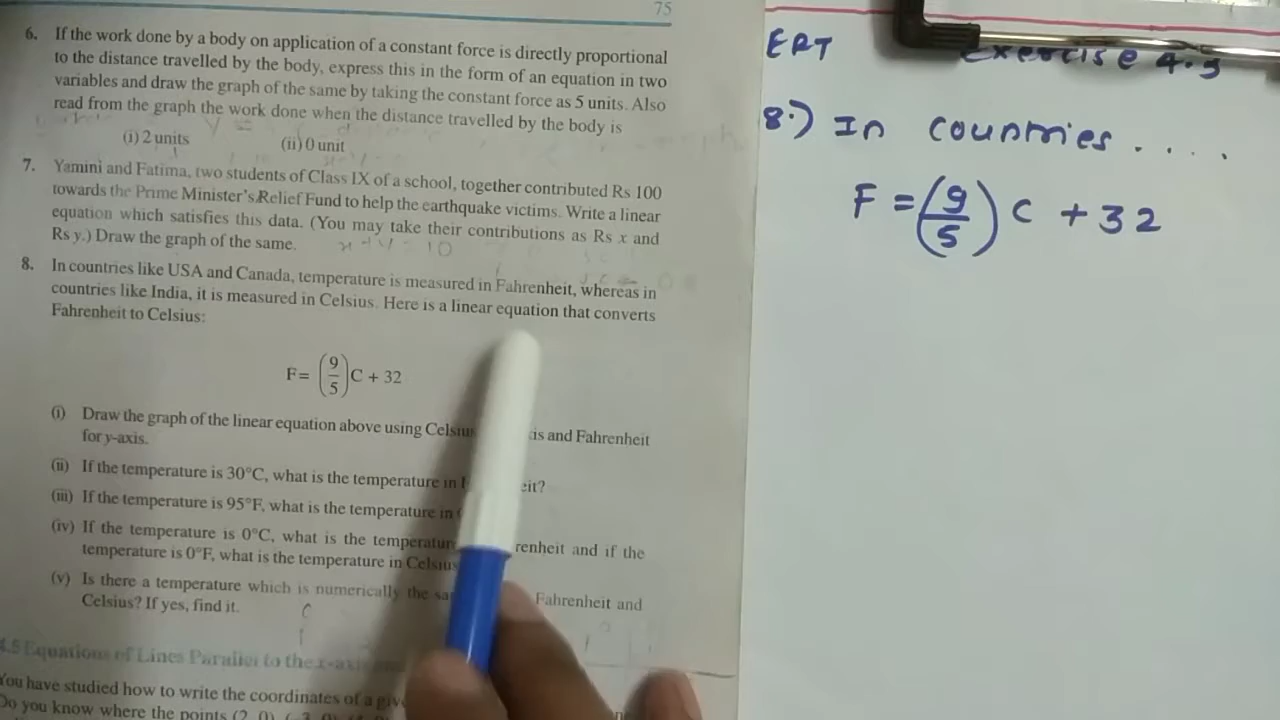 75
6. If the work done by a body on application of a constant force is directly proportional
to the distance travelled by the body, express this in the form of an equation in two
variables and draw the graph of the same by taking the constant force as 5 units. Also
read from the graph the work done when the distance travelled by the body is
(i) 2 units (ii) 0 unit
7. Yamini and Fatima, two students of Class IX of a school, together contributed Rs 100
towards the Prime Minister's Relief Fund to help the earthquake victims. Write a linear
equation which satisfies this data. (You may take their contributions as Rs x and
Rs y.) Draw the graph of the same.
8. In countries like USA and Canada, temperature is measured in Fahrenheit, whereas in
countries like India, it is measured in Celsius. Here is a linear equation that converts
Fahrenheit to Celsius:
F = (9/5) C + 32
(i) Draw the graph of the linear equation above using Celsius and Fahrenheit
for y-axis.
(ii) If the temperature is 30°C, what is the temperature in
(iii) If the temperature is 95°F, what is the temperature in
(iv) If the temperature is 0°C, what is the temperature and if the
temperature is 0°F, what is the temperature in Celsius
(v) Is there a temperature which is numerically the Fahrenheit and
Celsius? If yes, find it.
4.5 Equations of Lines Parallel to the x-axis
You have studied how to write the coordinates of a
Do you know where the points (2, 0)
ERT Exercise 4.3
8.) In countries ....
F = (9/5) C + 32